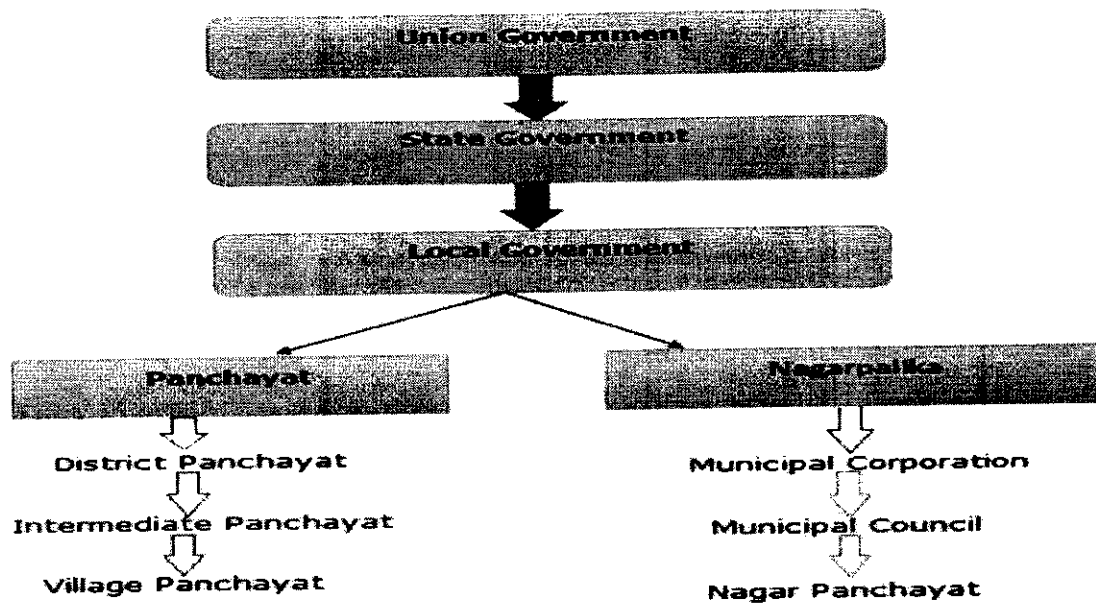 Union Government
State Government
Local Government
Panchayat
District Panchayat
Intermediate Panchayat
Village Panchayat
Nagarpalika
Municipal Corporation
Municipal Council
Nagar Panchayat